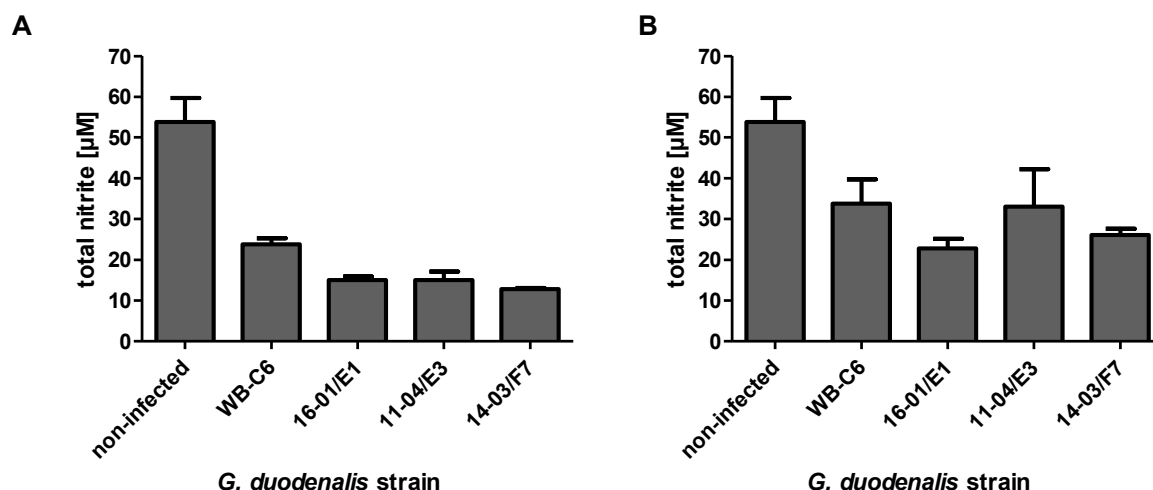 A
total nitrite [µM]
70
60
50
40
30
20
10
0
non-infected
WB-C6
16-01/E1
11-04/E3
14-03/F7
G. duodenalis strain
B
total nitrite [µM]
70
60
50
40
30
20
10
0
non-infected
WB-C6
16-01/E1
11-04/E3
14-03/F7
G. duodenalis strain